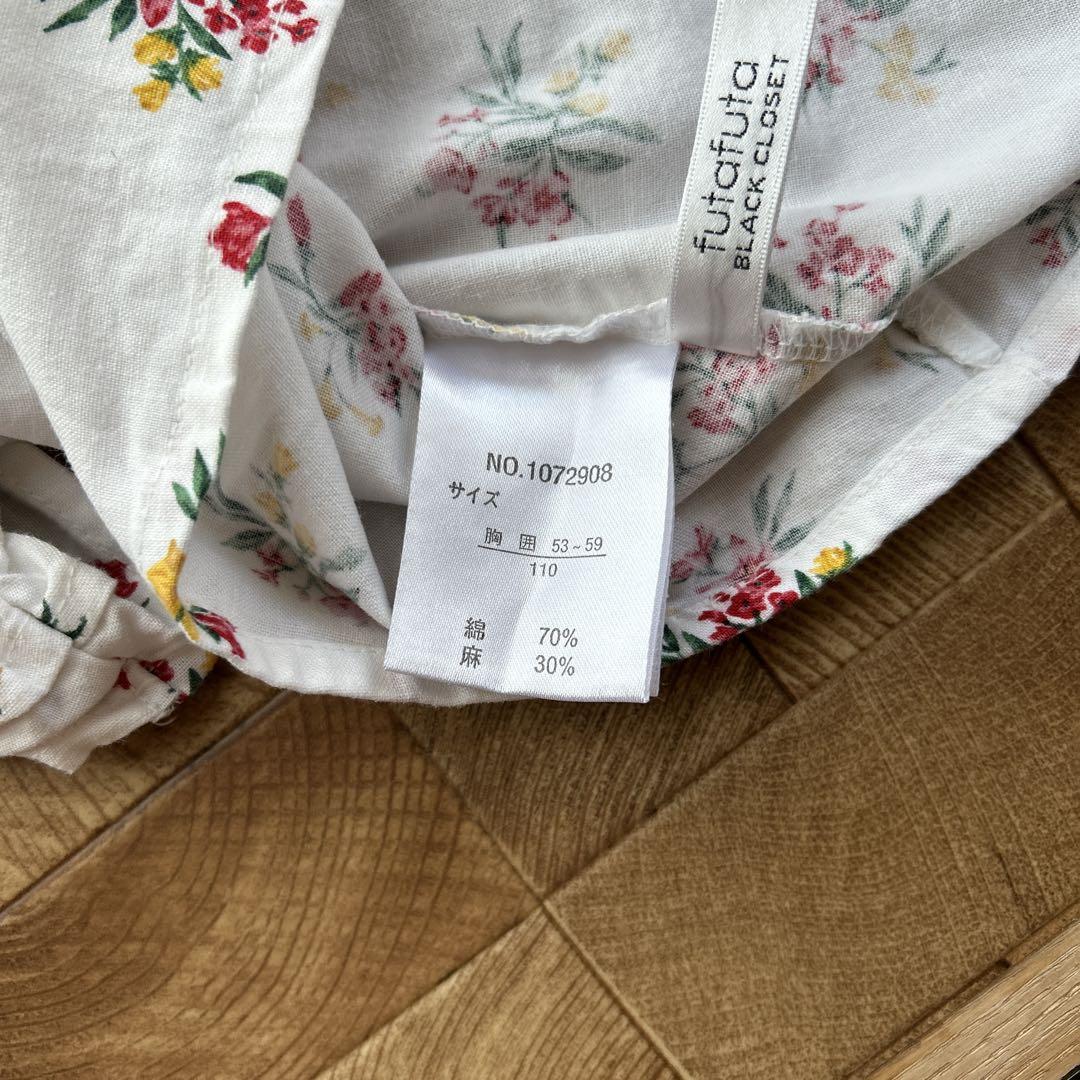 futafuta
BLACK CLOSET
NO.1072908
サイズ
胸 囲 53~59
110
綿 70%
麻 30%